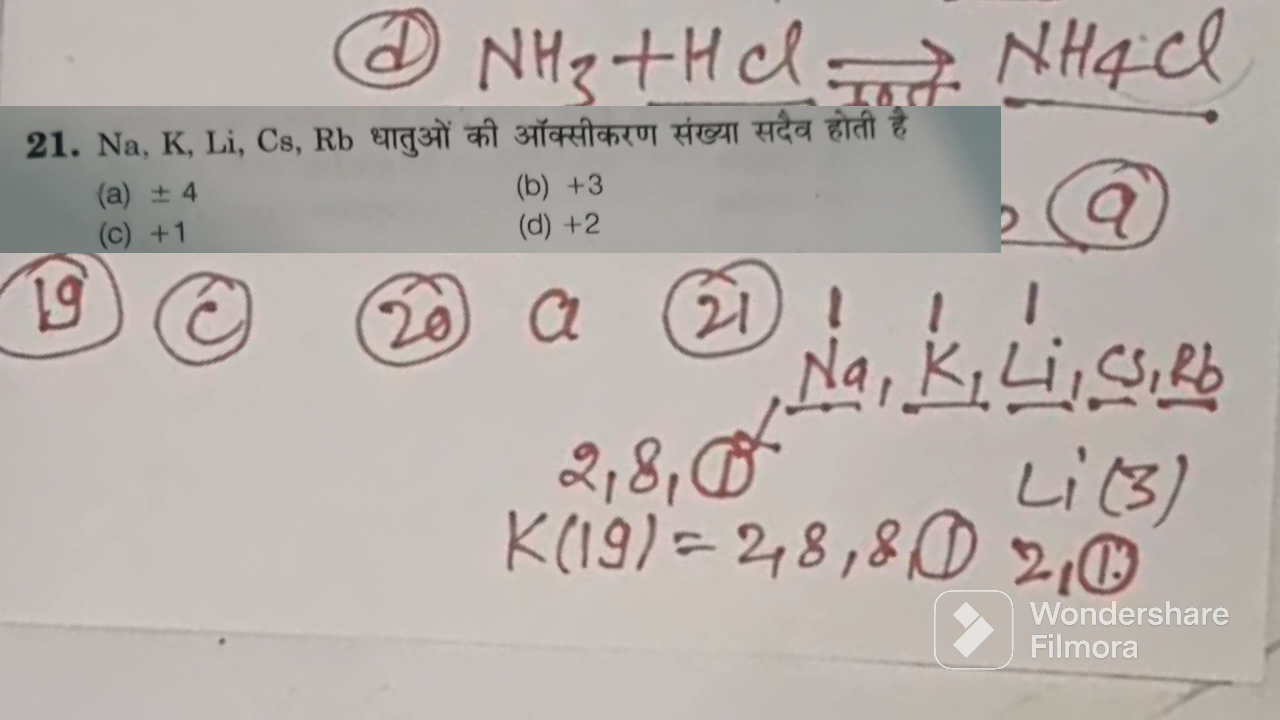 (d) NH3 + HCl ⟶ NH4Cl
21. Na, K, Li, Cs, Rb धातुओं की ऑक्सीकरण संख्या सदैव होती है
(a) ± 4 (b) +3
(c) +1 (d) +2
a
19 c 20 a 21 Na, K, Li, Cs, Rb
1 1 1
2,8,1 Li(3)
K(19) = 2,8,8,1 2,1
Wondershare
Filmora